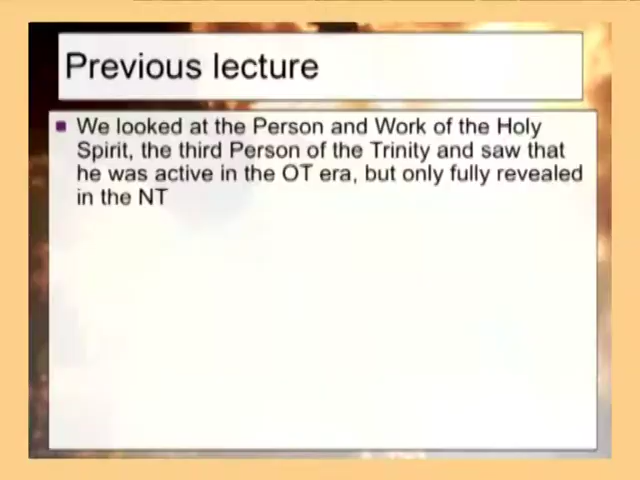 Previous lecture
We looked at the Person and Work of the Holy
Spirit, the third Person of the Trinity and saw that
he was active in the OT era, but only fully revealed
in the NT